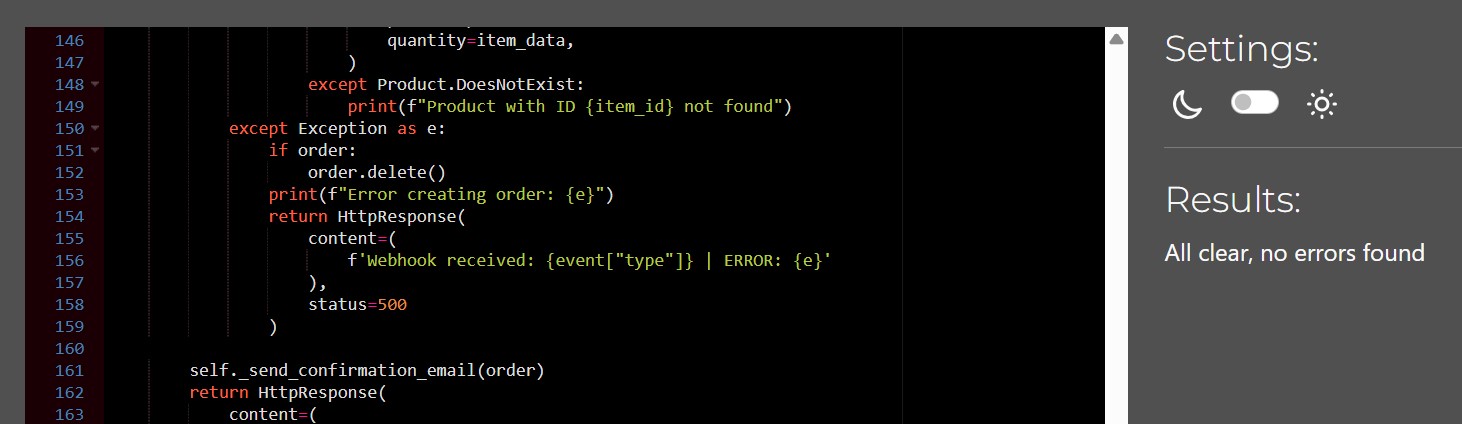 146 quantity=item_data,
147 )
148 except Product.DoesNotExist:
149 print(f"Product with ID {item_id} not found")
150 except Exception as e:
151 if order:
152 order.delete()
153 print(f"Error creating order: {e}")
154 return HttpResponse(
155 content=(
156 f'Webhook received: {event["type"]} | ERROR: {e}'
157 ),
158 status=500
159 )
160
161 self._send_confirmation_email(order)
162 return HttpResponse(
163 content=(
Settings:
Results:
All clear, no errors found